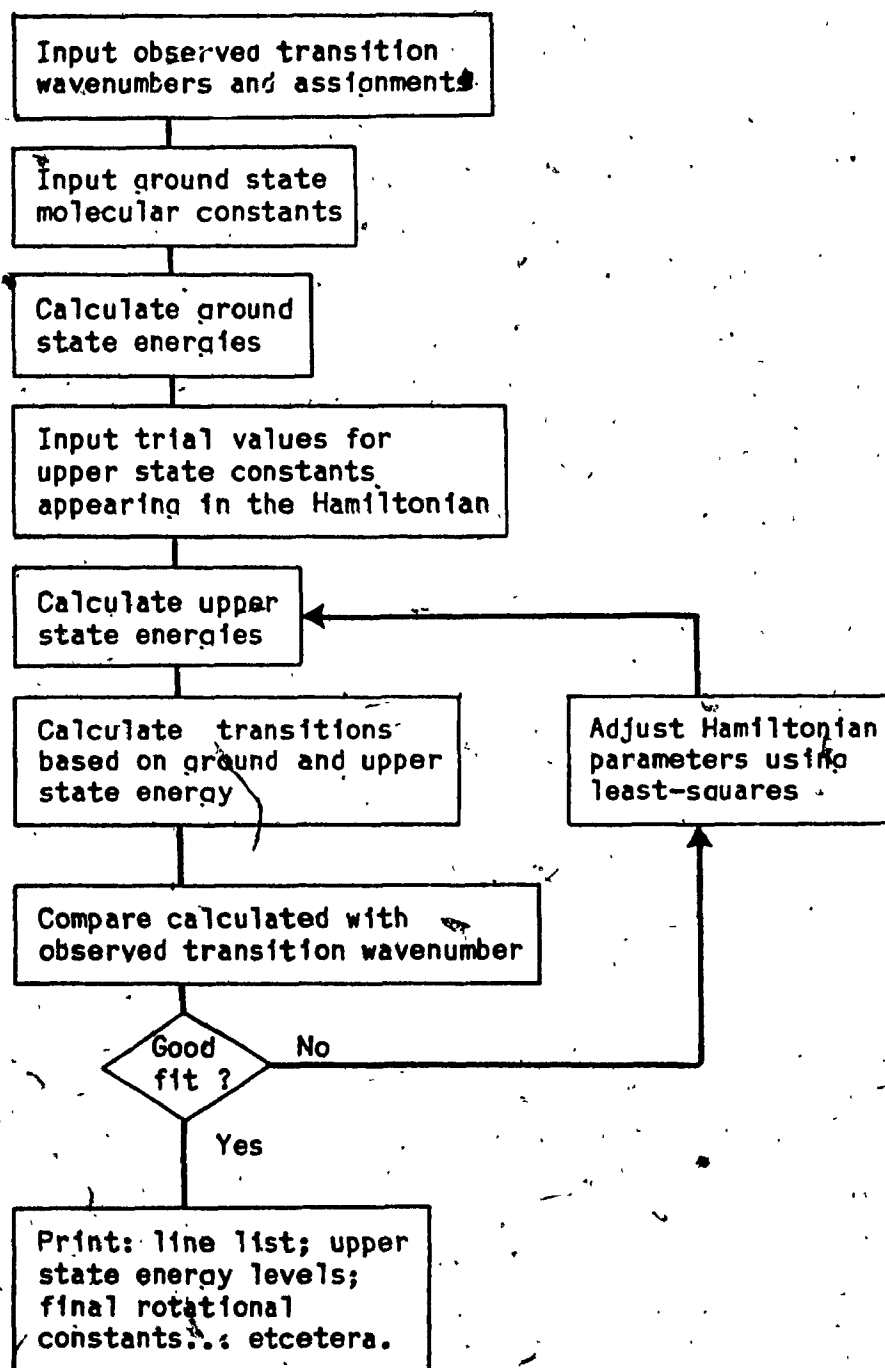 Input observed transition
wavenumbers and assignments
Input ground state
molecular constants
Calculate ground
state energies
Input trial values for
upper state constants
appearing in the Hamiltonian
Calculate upper
state energies
Calculate transitions
based on ground and upper
state energy
Adjust Hamiltonian
parameters using
least-squares
Compare calculated with
observed transition wavenumber
Good
fit ?
No
Yes
Print: line list; upper
state energy levels;
final rotational
constants... etcetera.